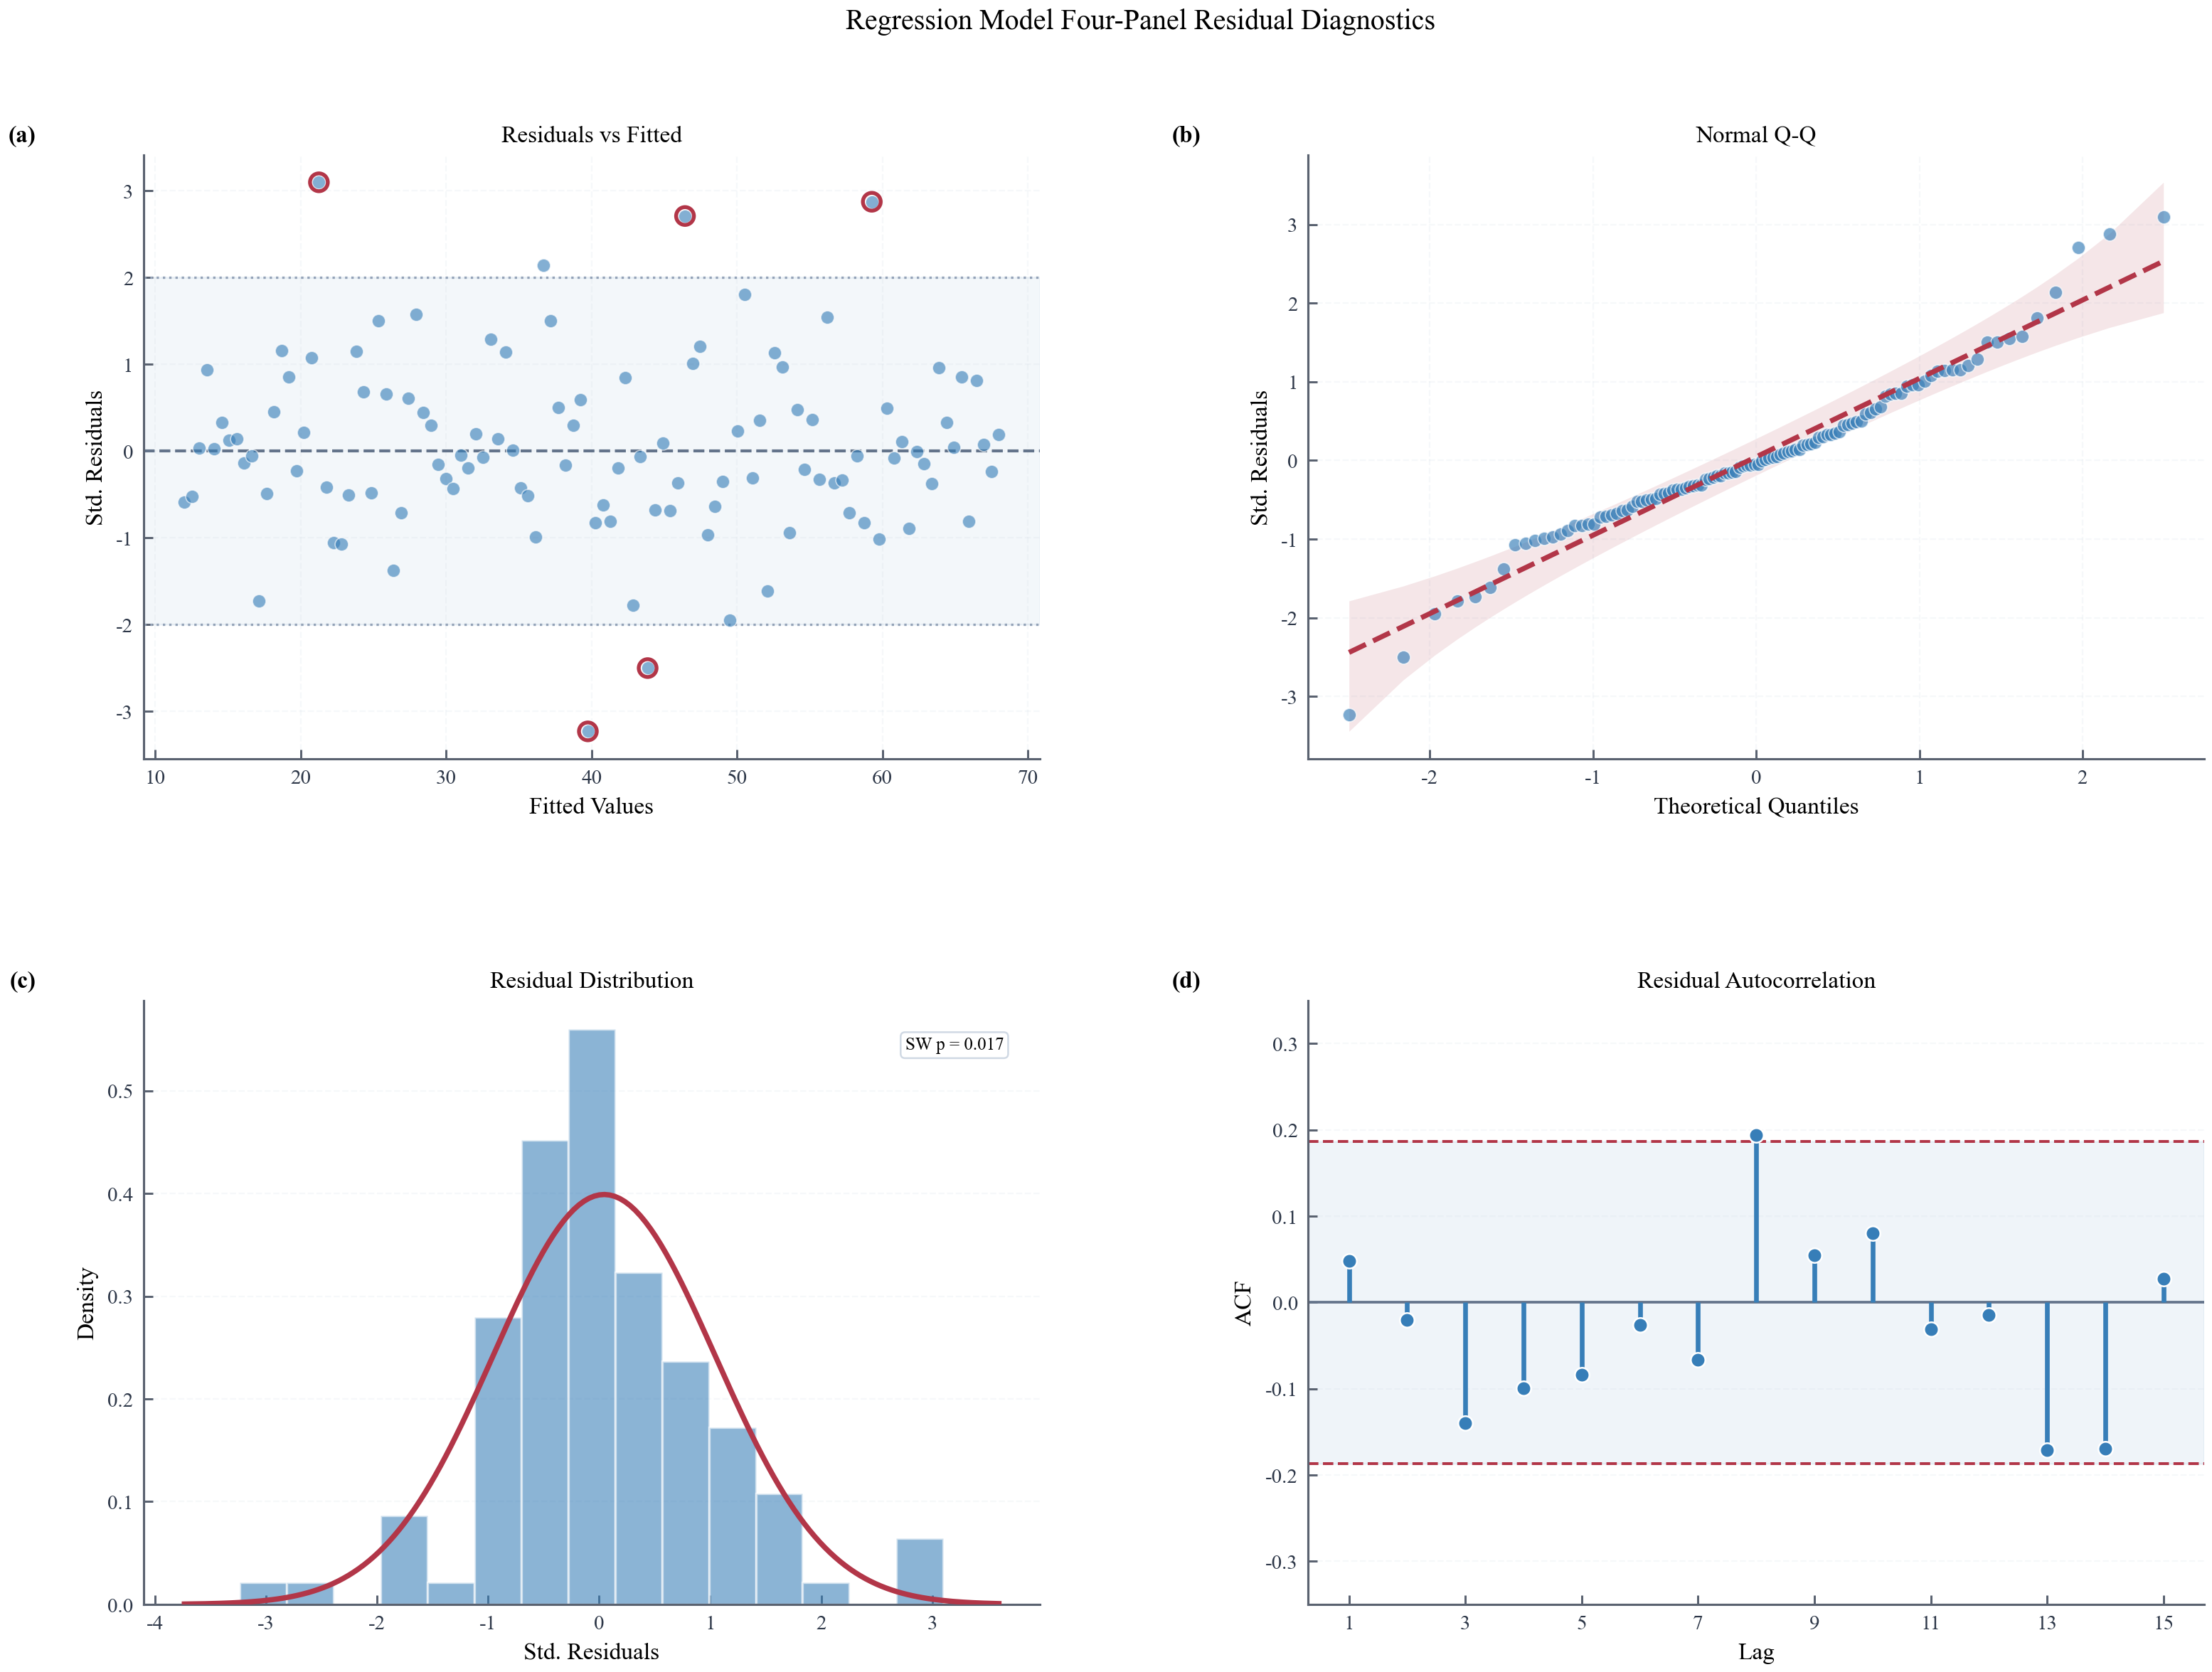 Regression Model Four-Panel Residual Diagnostics
(a)
Residuals vs Fitted
Std. Residuals
3
2
1
0
-1
-2
-3
10 20 30 40 50 60 70
Fitted Values
(b)
Normal Q-Q
Std. Residuals
3
2
1
0
-1
-2
-3
-2 -1 0 1 2
Theoretical Quantiles
(c)
Residual Distribution
SW p = 0.017
Density
0.5
0.4
0.3
0.2
0.1
0.0
-4 -3 -2 -1 0 1 2 3
Std. Residuals
(d)
Residual Autocorrelation
ACF
0.3
0.2
0.1
0.0
-0.1
-0.2
-0.3
1 3 5 7 9 11 13 15
Lag